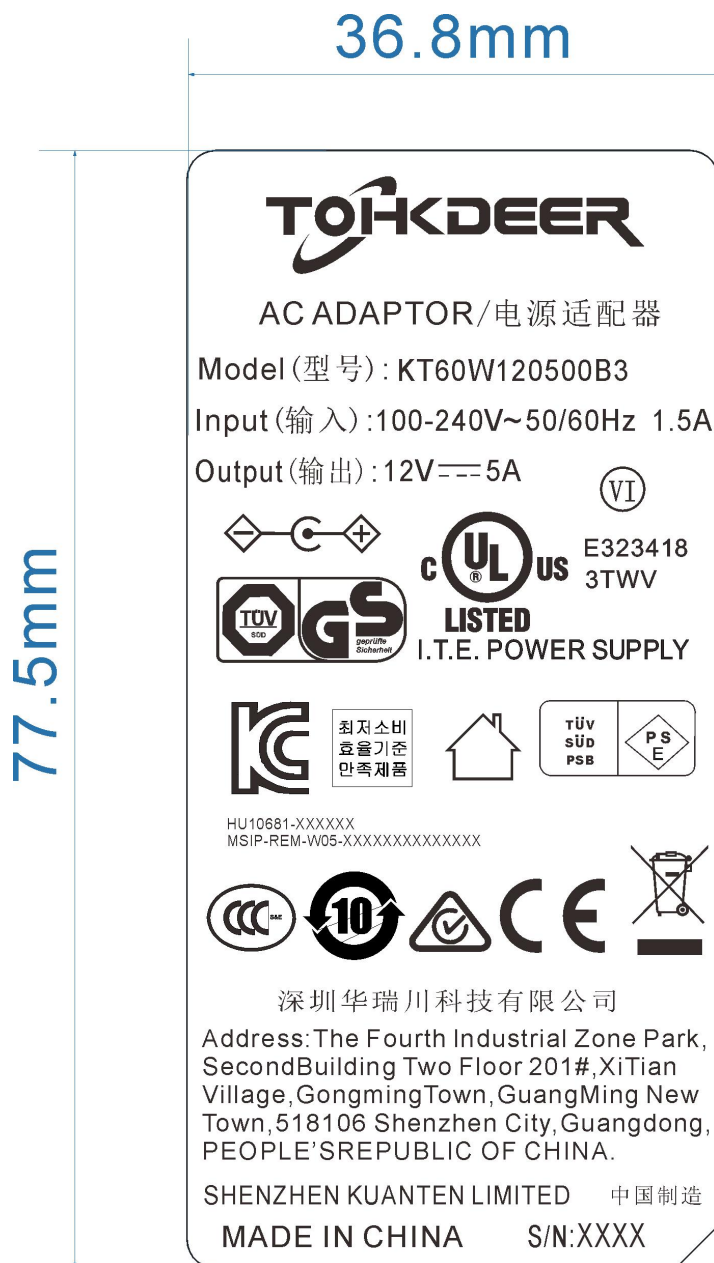 36.8mm
77.5mm
TOHKDEER
AC ADAPTOR/电源适配器
Model(型号): KT60W120500B3
Input(输入):100-240V~50/60Hz 1.5A
Output(输出):12V⎓5A
VI
C UL® US
LISTED
E323418
3TWV
I.T.E. POWER SUPPLY
TÜV
SÜD
GS
geprüfte
Sicherheit
KC
최저소비
효율기준
만족제품
TÜV
SÜD
PSB
PS
E
HU10681-XXXXXX
MSIP-REM-W05-XXXXXXXXXXXXXX
CCC S&E
10
CE
深圳华瑞川科技有限公司
Address:The Fourth Industrial Zone Park,
SecondBuilding Two Floor 201#,XiTian
Village,GongmingTown,GuangMing New
Town,518106 Shenzhen City,Guangdong,
PEOPLE'SREPUBLIC OF CHINA.
SHENZHEN KUANTEN LIMITED 中国制造
MADE IN CHINA S/N:XXXX